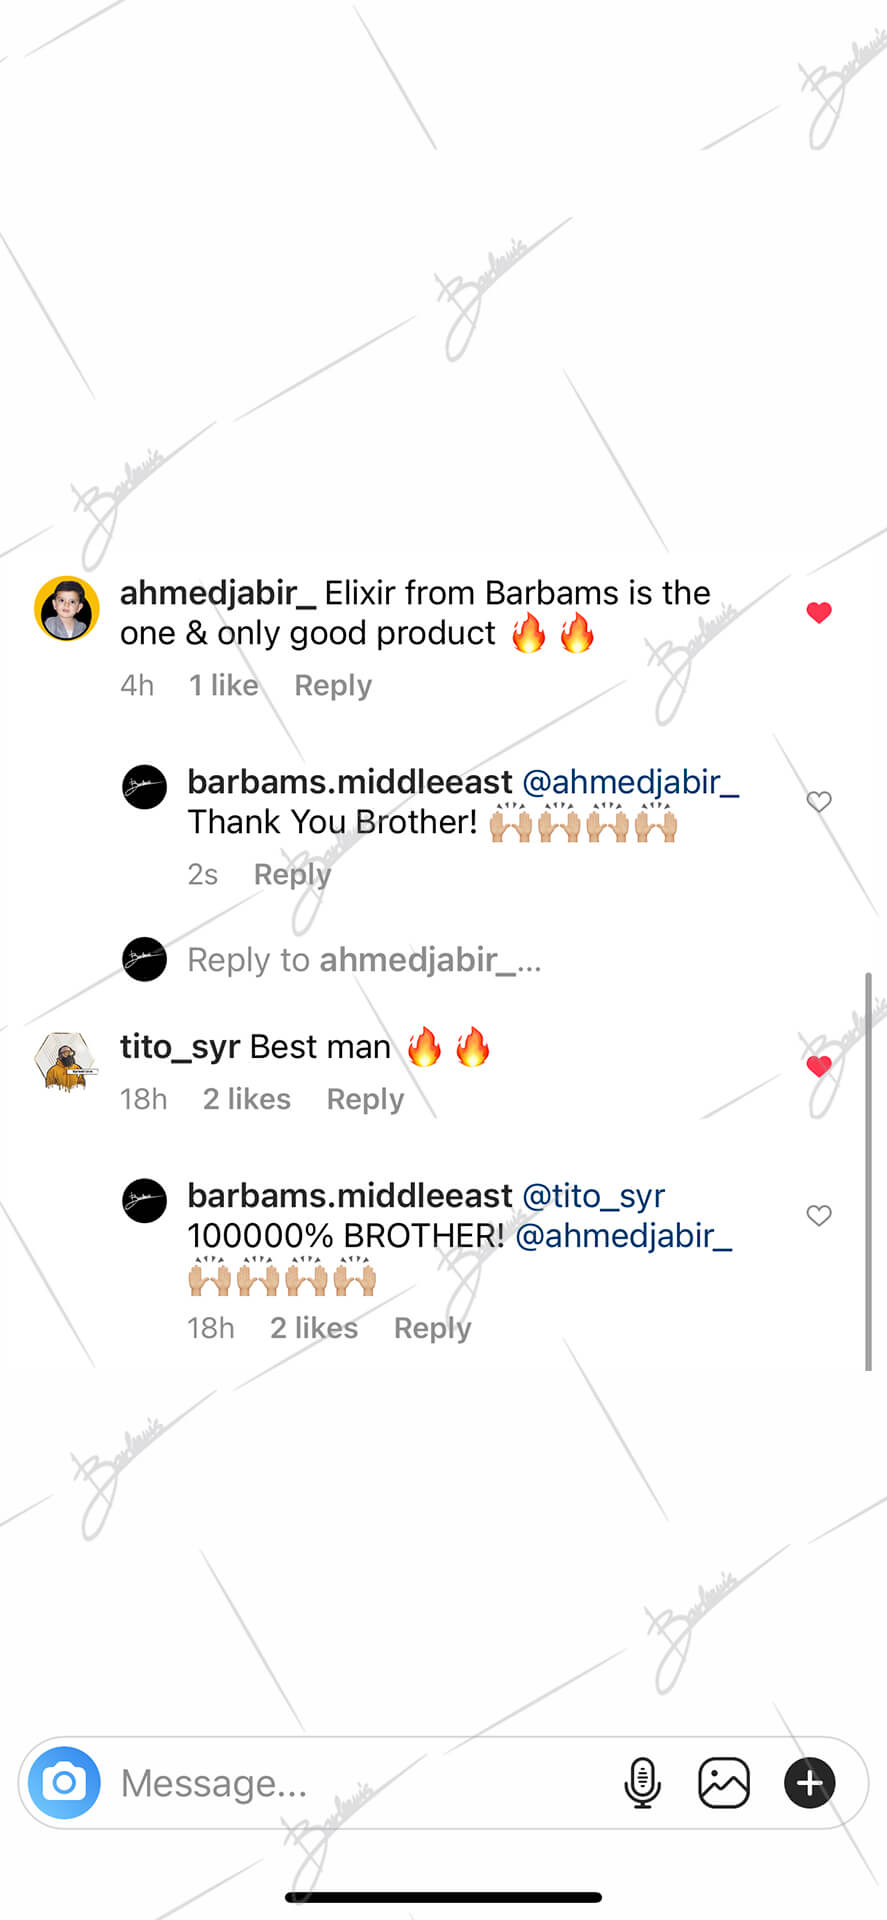 ahmedjabir_ Elixir from Barbams is the
one & only good product 🔥 🔥
4h 1 like Reply
barbams.middleeast @ahmedjabir_
Thank You Brother! 🙌🏼🙌🏼🙌🏼🙌🏼
2s Reply
Reply to ahmedjabir_...
tito_syr Best man 🔥 🔥
18h 2 likes Reply
barbams.middleeast @tito_syr
100000% BROTHER! @ahmedjabir_
🙌🏼🙌🏼🙌🏼🙌🏼
18h 2 likes Reply
Message...